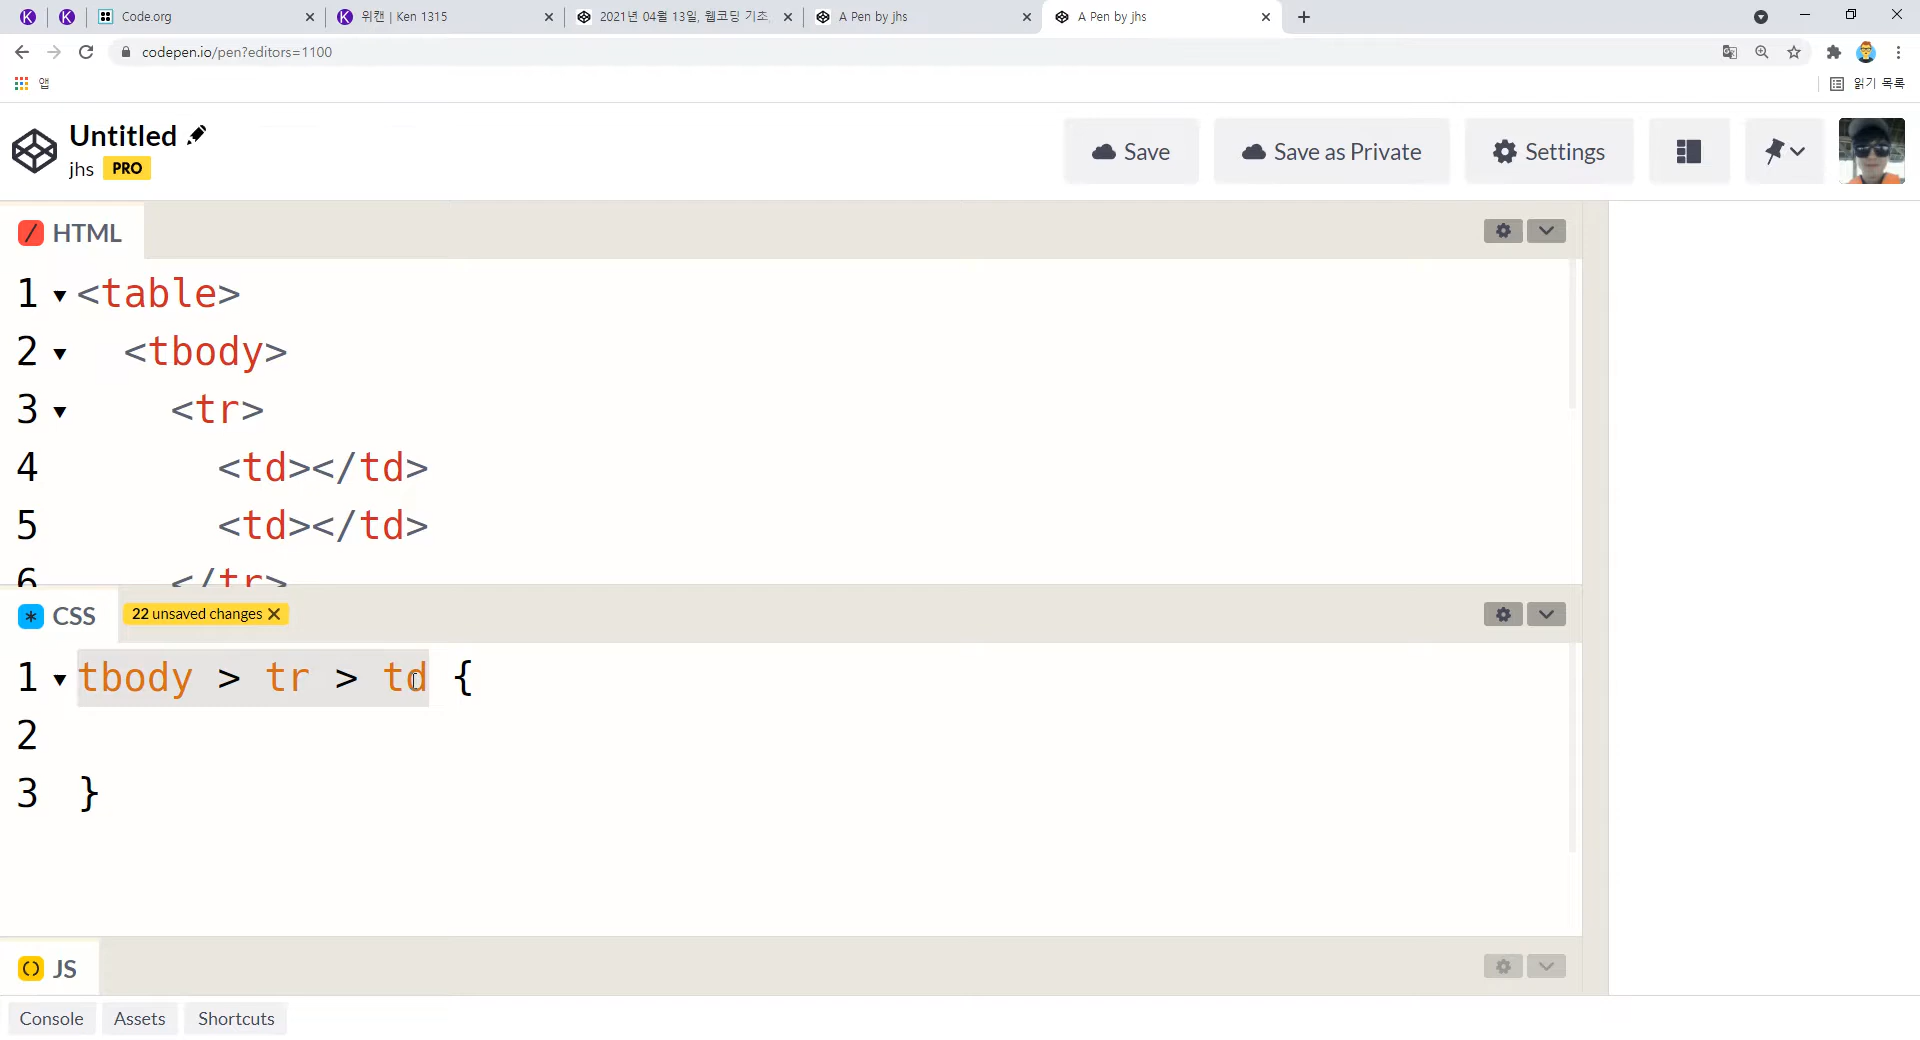 Code.org
위캔 | Ken 1315
2021년 04월 13일, 웹코딩 기초
A Pen by jhs
A Pen by jhs
codepen.io/pen?editors=1100
앱
읽기 목록
Untitled
jhs PRO
Save
Save as Private
Settings
HTML
1 <table>
2 <tbody>
3 <tr>
4 <td></td>
5 <td></td>
6 </tr>
CSS
22 unsaved changes
1 tbody > tr > td {
2
3 }
JS
Console
Assets
Shortcuts